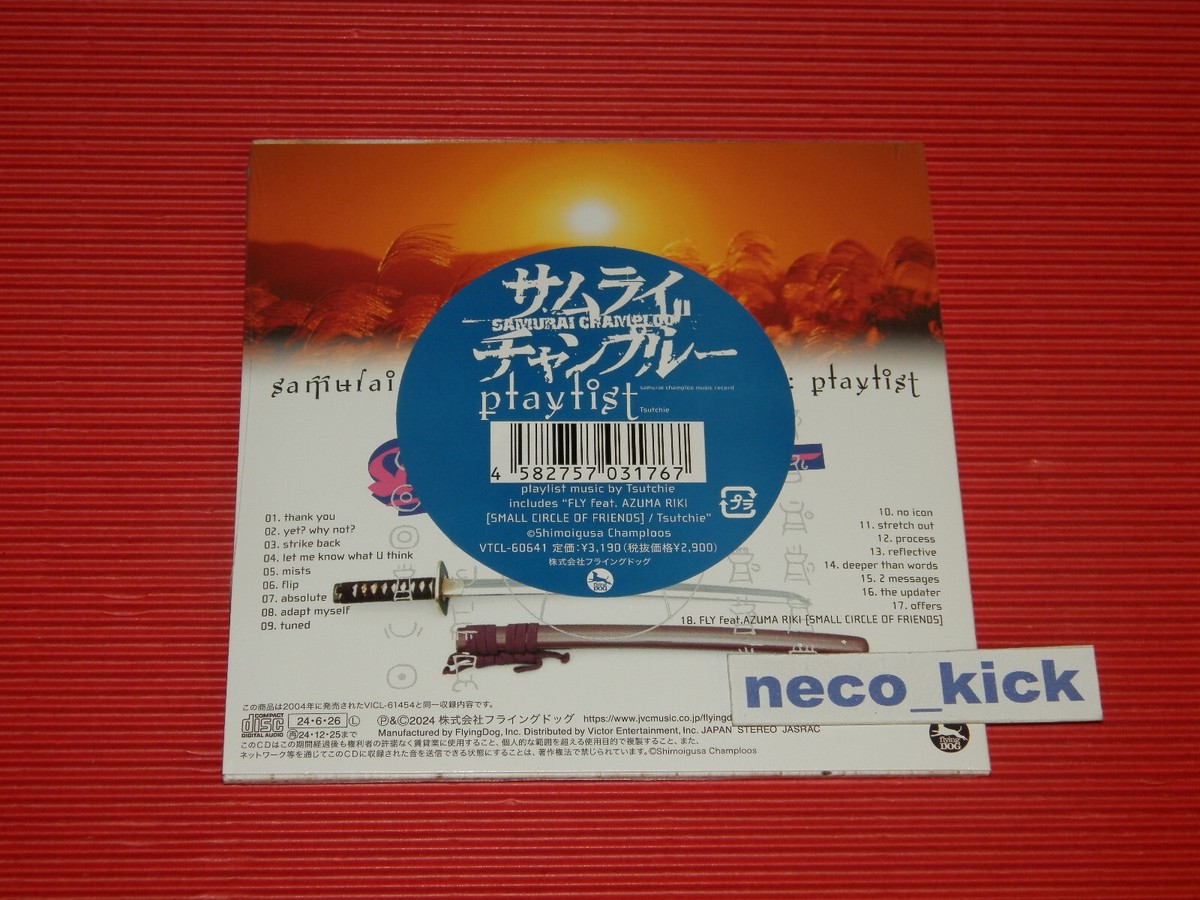 サムライ
SAMURAI CHAMPLOO
チャンプルー
samurai
: playlist
playlist
samurai champloo music record
Tsutchie
4 582757 031767
playlist music by Tsutchie
includes "FLY feat. AZUMA RIKI
[SMALL CIRCLE OF FRIENDS] / Tsutchie"
©Shimoigusa Champloos
VTCL-60641 定価:¥3,190(税抜価格¥2,900)
株式会社フライングドッグ
flying DOG
プラ
01. thank you
02. yet? why not?
03. strike back
04. let me know what U think
05. mists
06. flip
07. absolute
08. adapt myself
09. tuned
10. no icon
11. stretch out
12. process
13. reflective
14. deeper than words
15. 2 messages
16. the updater
17. offers
18. FLY feat.AZUMA RIKI [SMALL CIRCLE OF FRIENDS]
neco_kick
この商品は2004年に発売されたVICL-61454と同一収録内容です。
COMPACT disc DIGITAL AUDIO
24・6・26 Ⓛ
再24・12・25まで
Ⓟ&©2024 株式会社フライングドッグ https://www.jvcmusic.co.jp/flyingd
Manufactured by FlyingDog, Inc. Distributed by Victor Entertainment, Inc. JAPAN STEREO JASRAC
このCDはこの期間経過後も権利者の許諾なく賃貸業に使用すること、個人的な範囲を超える使用目的で複製すること、また、
ネットワーク等を通じてこのCDに収録された音を送信できる状態にすることは、著作権法で禁じられています。©Shimoigusa Champloos
flying DOG